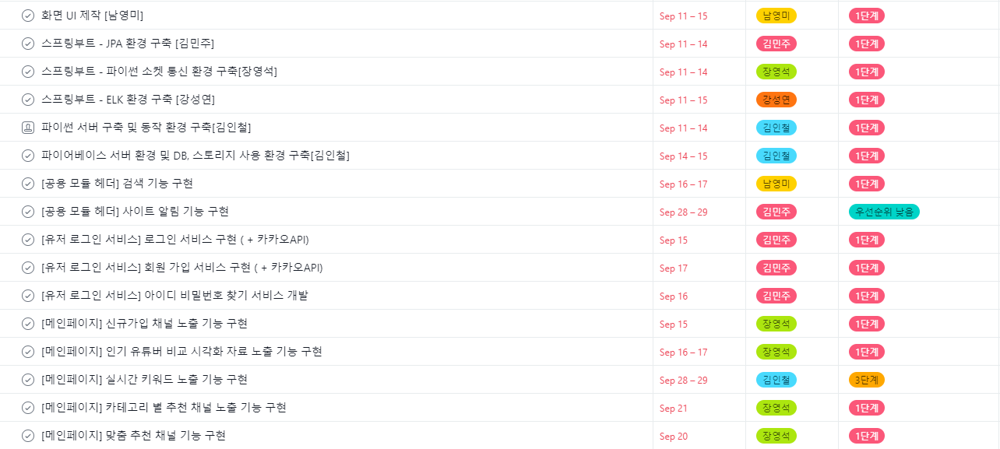 화면 UI 제작 [남영미] Sep 11 – 15 남영미 1단계
스프링부트 - JPA 환경 구축 [김민주] Sep 11 – 14 김민주 1단계
스프링부트 - 파이썬 소켓 통신 환경 구축[장영석] Sep 11 – 14 장영석 1단계
스프링부트 - ELK 환경 구축 [강성연] Sep 11 – 15 강성연 1단계
파이썬 서버 구축 및 동작 환경 구축[김인철] Sep 11 – 14 김인철 1단계
파이어베이스 서버 환경 및 DB, 스토리지 사용 환경 구축[김인철] Sep 14 – 15 김인철 1단계
[공용 모듈 헤더] 검색 기능 구현 Sep 16 – 17 남영미 1단계
[공용 모듈 헤더] 사이트 알림 기능 구현 Sep 28 – 29 김민주 우선순위 낮음
[유저 로그인 서비스] 로그인 서비스 구현 ( + 카카오API) Sep 15 김민주 1단계
[유저 로그인 서비스] 회원 가입 서비스 구현 ( + 카카오API) Sep 17 김민주 1단계
[유저 로그인 서비스] 아이디 비밀번호 찾기 서비스 개발 Sep 16 김민주 1단계
[메인페이지] 신규가입 채널 노출 기능 구현 Sep 15 장영석 1단계
[메인페이지] 인기 유튜버 비교 시각화 자료 노출 기능 구현 Sep 16 – 17 장영석 1단계
[메인페이지] 실시간 키워드 노출 기능 구현 Sep 28 – 29 김인철 3단계
[메인페이지] 카테고리 별 추천 채널 노출 기능 구현 Sep 21 장영석 1단계
[메인페이지] 맞춤 추천 채널 기능 구현 Sep 20 장영석 1단계